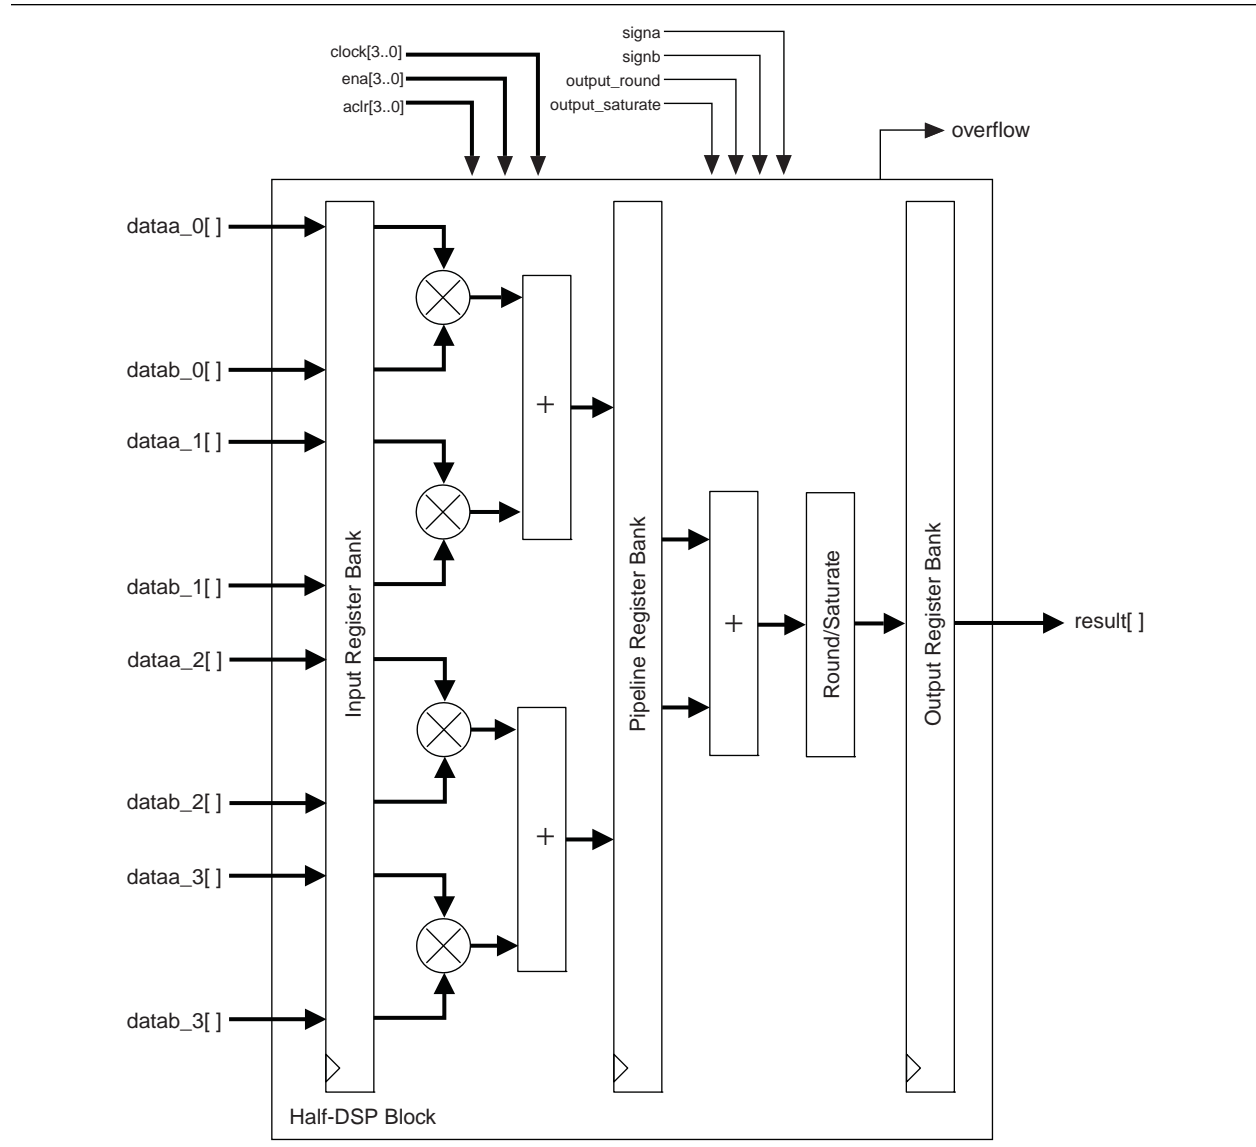 clock[3..0]
ena[3..0]
aclr[3..0]
signa
signb
output_round
output_saturate
overflow
dataa_0[ ]
datab_0[ ]
dataa_1[ ]
datab_1[ ]
dataa_2[ ]
datab_2[ ]
dataa_3[ ]
datab_3[ ]
Input Register Bank
+
+
Pipeline Register Bank
+
Round/Saturate
Output Register Bank
result[ ]
Half-DSP Block